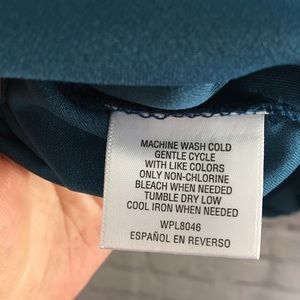 MACHINE WASH COLD
GENTLE CYCLE
WITH LIKE COLORS
ONLY NON-CHLORINE
BLEACH WHEN NEEDED
TUMBLE DRY LOW
COOL IRON WHEN NEEDED
WPL8046
ESPAÑOL EN REVERSO